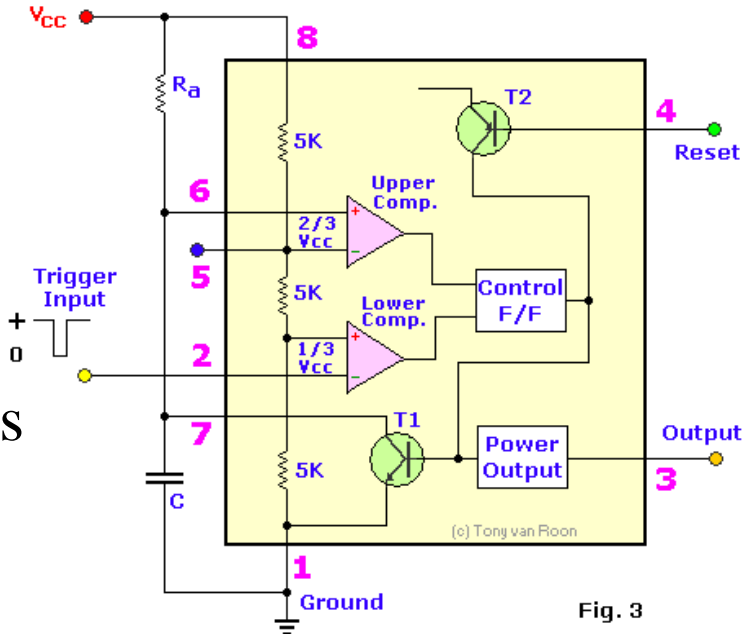 Vcc
8
Ra
T2
4
5K
Reset
6
Upper
Comp.
+
2/3
Vcc
-
5
Trigger
Input
5K
Control
F/F
Lower
Comp.
+
0
+
1/3
Vcc
-
2
S
T1
7
Output
Power
Output
5K
3
C
(c) Tony van Roon
1
Ground
Fig. 3